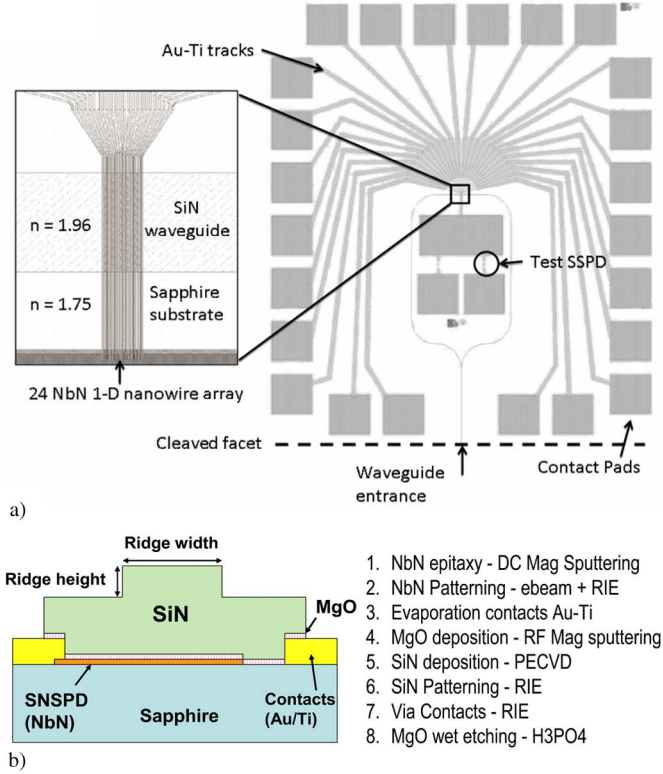 Au-Ti tracks
n = 1.96
SiN
waveguide
n = 1.75
Sapphire
substrate
Test SSPD
24 NbN 1-D nanowire array
Cleaved facet
Waveguide
entrance
Contact Pads
a)
Ridge width
Ridge height
SiN
MgO
SNSPD
(NbN)
Sapphire
Contacts
(Au/Ti)
1. NbN epitaxy - DC Mag Sputtering
2. NbN Patterning - ebeam + RIE
3. Evaporation contacts Au-Ti
4. MgO deposition - RF Mag sputtering
5. SiN deposition - PECVD
6. SiN Patterning - RIE
7. Via Contacts - RIE
8. MgO wet etching - H3PO4
b)